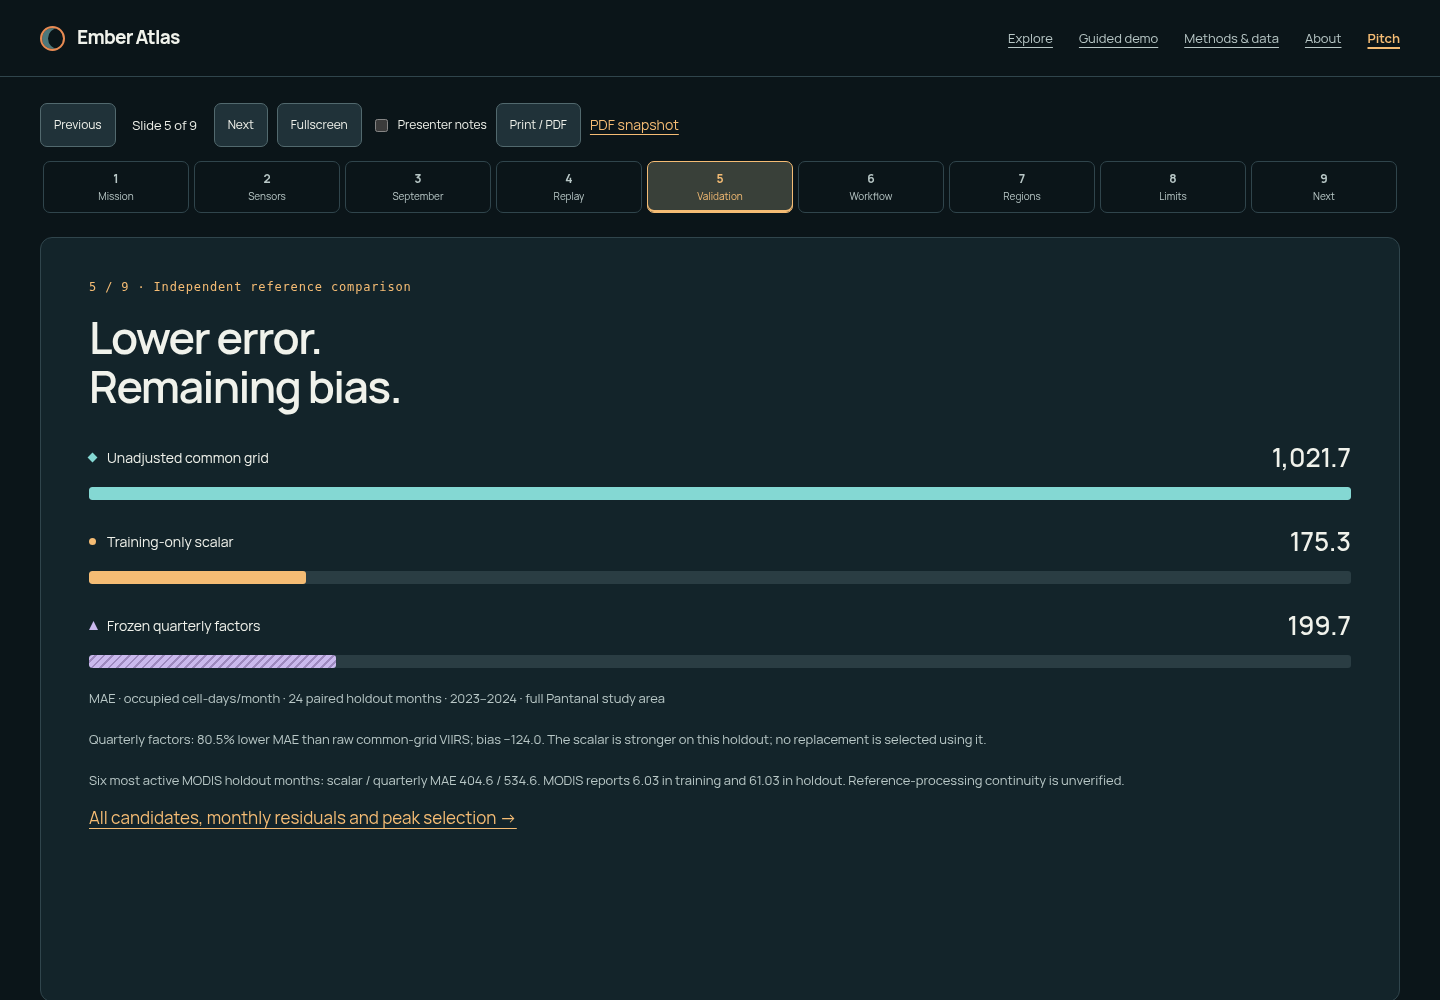 Ember Atlas
Explore Guided demo Methods & data About Pitch
Previous Slide 5 of 9 Next Fullscreen Presenter notes Print / PDF PDF snapshot
1 2 3 4 5 6 7 8 9
Mission Sensors September Replay Validation Workflow Regions Limits Next
5 / 9 · Independent reference comparison
Lower error.
Remaining bias.
Unadjusted common grid 1,021.7
Training-only scalar 175.3
Frozen quarterly factors 199.7
MAE · occupied cell-days/month · 24 paired holdout months · 2023–2024 · full Pantanal study area
Quarterly factors: 80.5% lower MAE than raw common-grid VIIRS; bias −124.0. The scalar is stronger on this holdout; no replacement is selected using it.
Six most active MODIS holdout months: scalar / quarterly MAE 404.6 / 534.6. MODIS reports 6.03 in training and 61.03 in holdout. Reference-processing continuity is unverified.
All candidates, monthly residuals and peak selection →